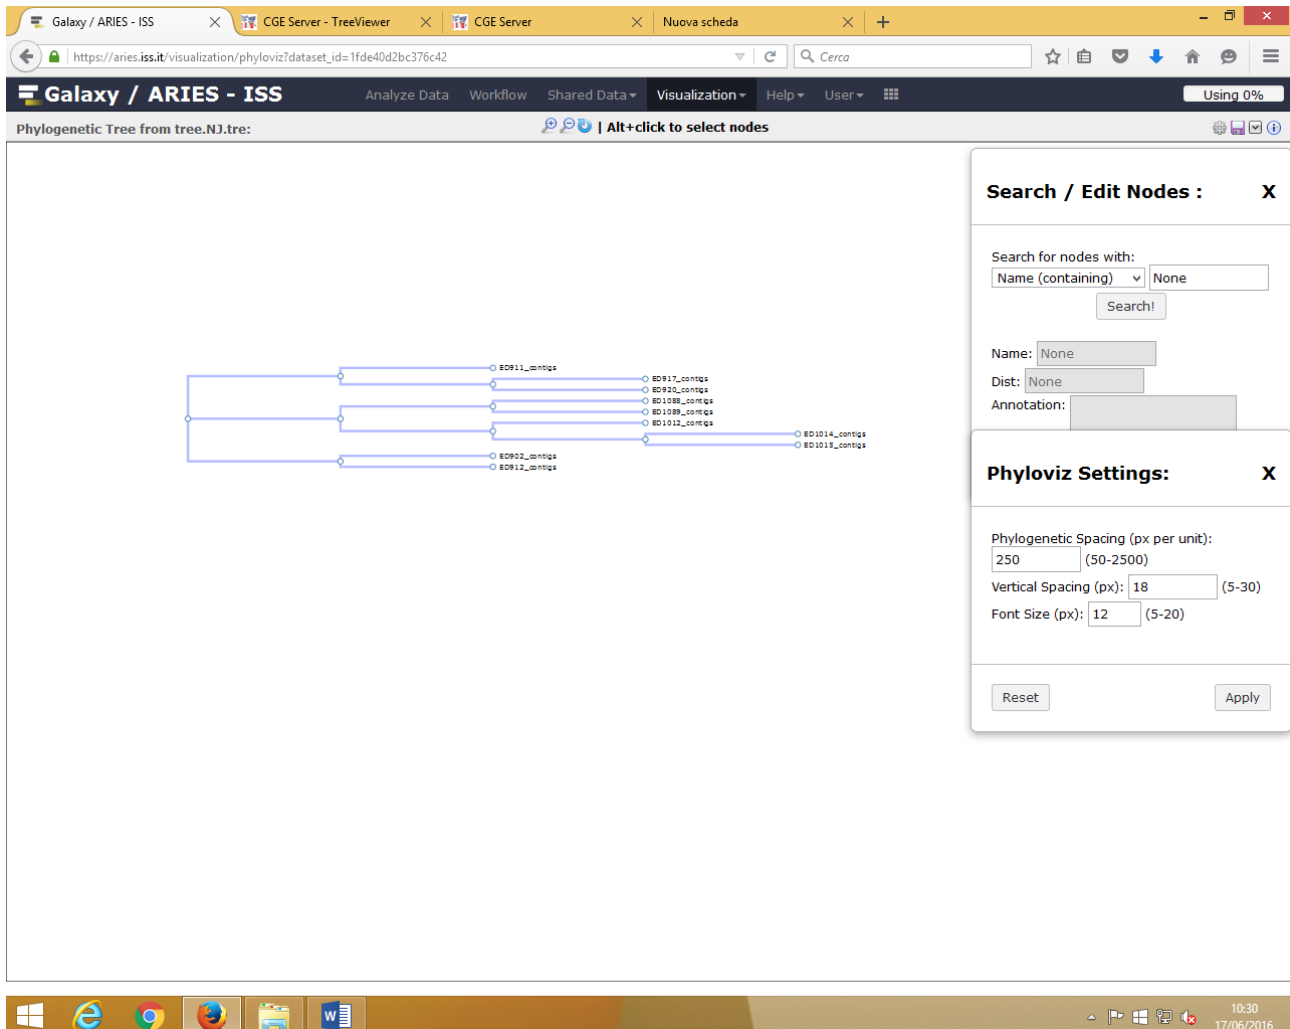 Galaxy / ARIES - ISS
CGE Server - TreeViewer
CGE Server
Nuova scheda
https://aries.iss.it/visualization/phyloviz?dataset_id=1fde40d2bc376c42
Cerca
Galaxy / ARIES - ISS
Analyze Data Workflow Shared Data Visualization Help User
Using 0%
Phylogenetic Tree from tree.NJ.tre:
| Alt+click to select nodes
Search / Edit Nodes : X
Search for nodes with:
Name (containing) None
Search!
Name: None
Dist: None
Annotation:
ED911_contigs
ED917_contigs
ED920_contigs
ED1088_contigs
ED1089_contigs
ED1012_contigs
ED1014_contigs
ED1015_contigs
ED902_contigs
ED912_contigs
Phyloviz Settings: X
Phylogenetic Spacing (px per unit):
250 (50-2500)
Vertical Spacing (px): 18 (5-30)
Font Size (px): 12 (5-20)
Reset Apply
10:30
17/06/2016